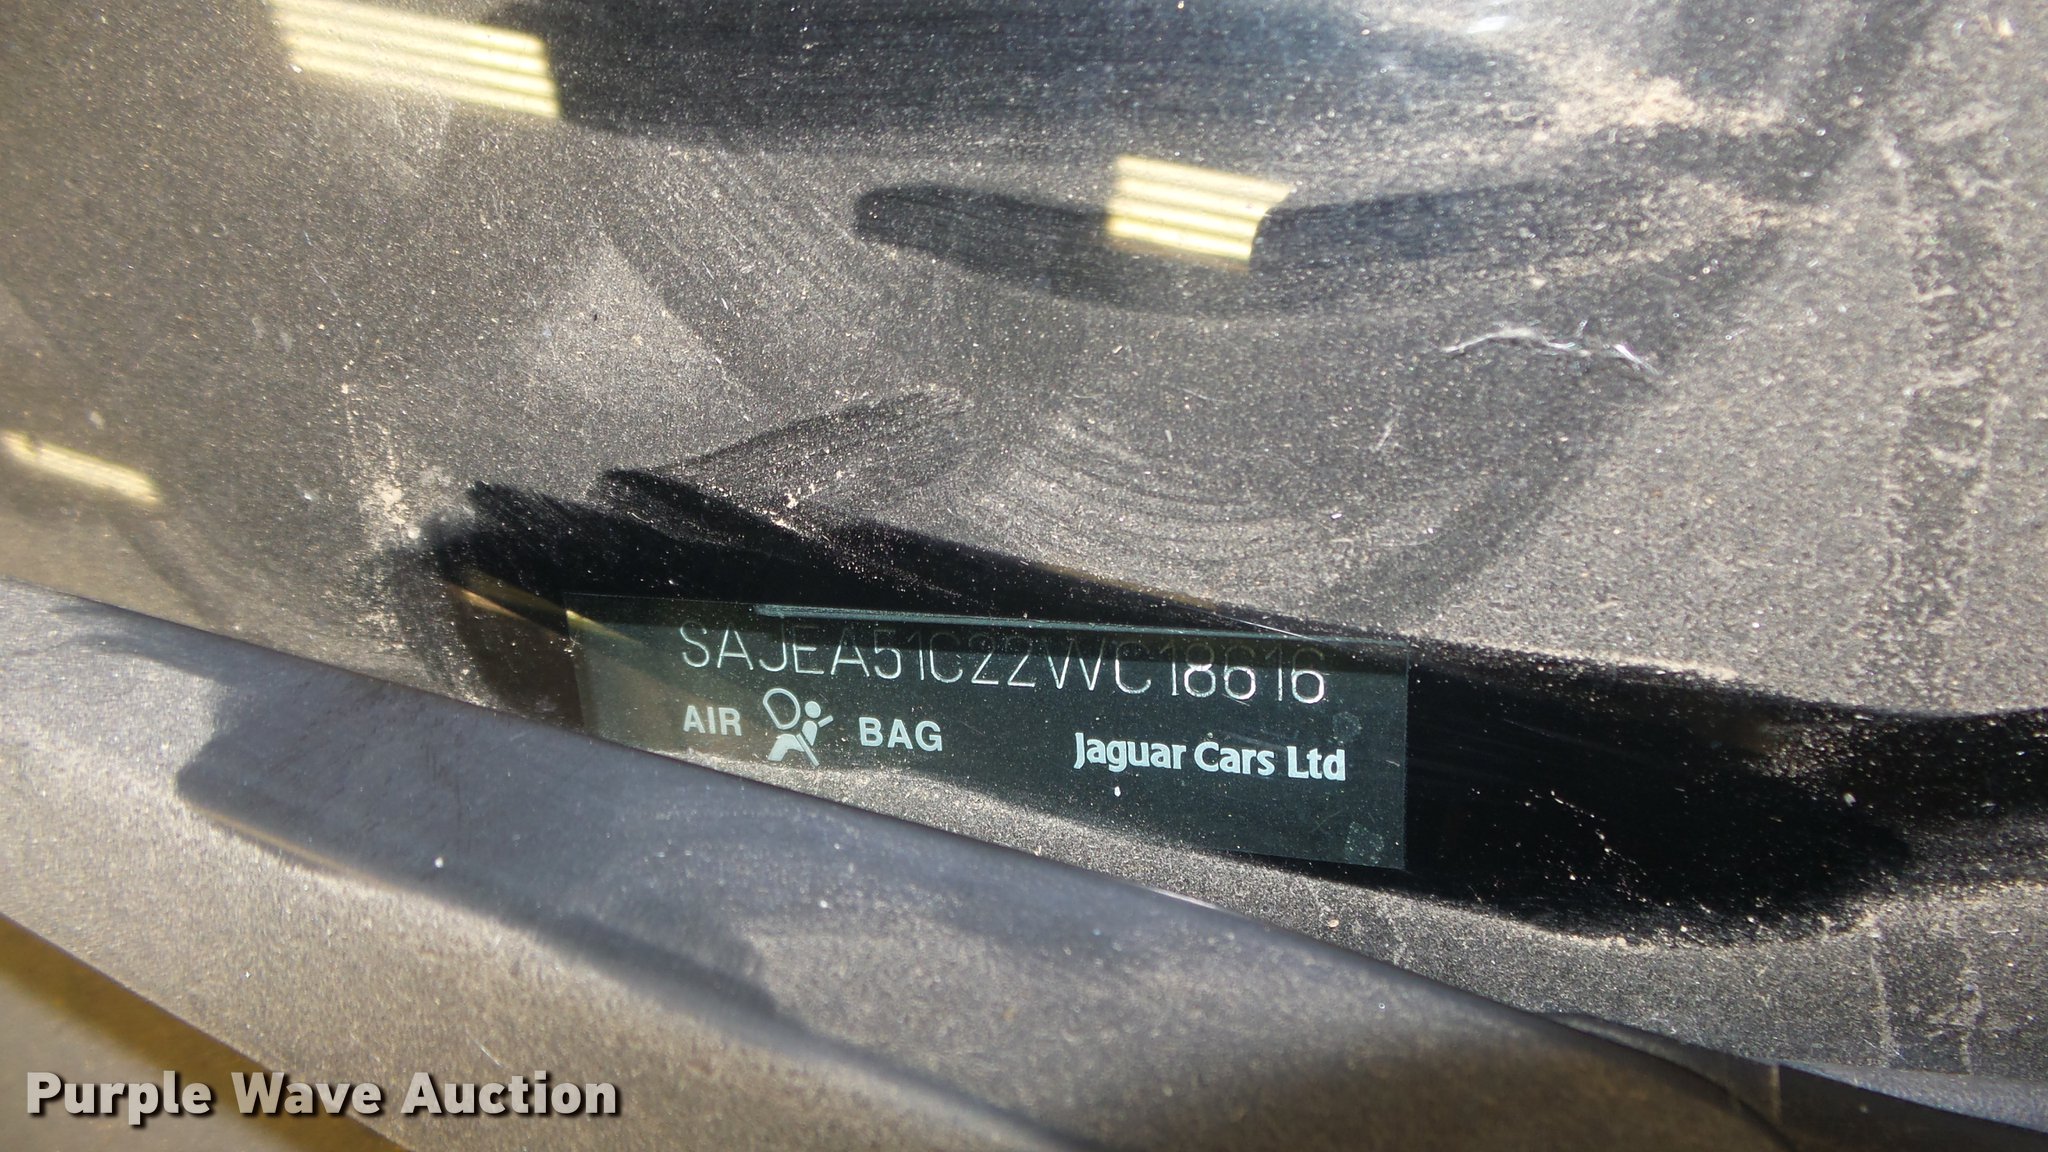 SAJEA51C22WC18616
AIR BAG
Jaguar Cars Ltd
Purple Wave Auction